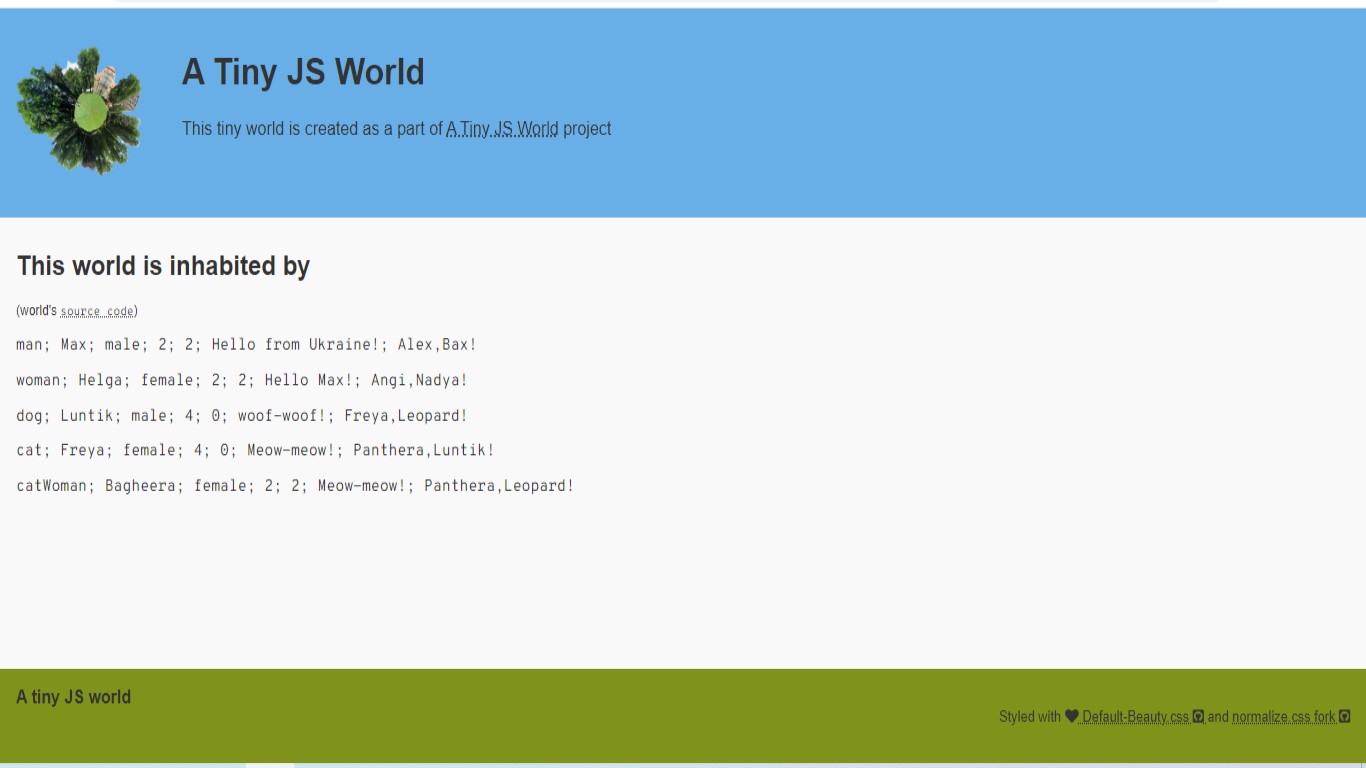 A Tiny JS World
This tiny world is created as a part of A Tiny JS World project
This world is inhabited by
(world's source code)
man; Max; male; 2; 2; Hello from Ukraine!; Alex,Bax!
woman; Helga; female; 2; 2; Hello Max!; Angi,Nadya!
dog; Luntik; male; 4; 0; woof-woof!; Freya,Leopard!
cat; Freya; female; 4; 0; Meow-meow!; Panthera,Luntik!
catWoman; Bagheera; female; 2; 2; Meow-meow!; Panthera,Leopard!
A tiny JS world
Styled with Default-Beauty.css and normalize.css fork